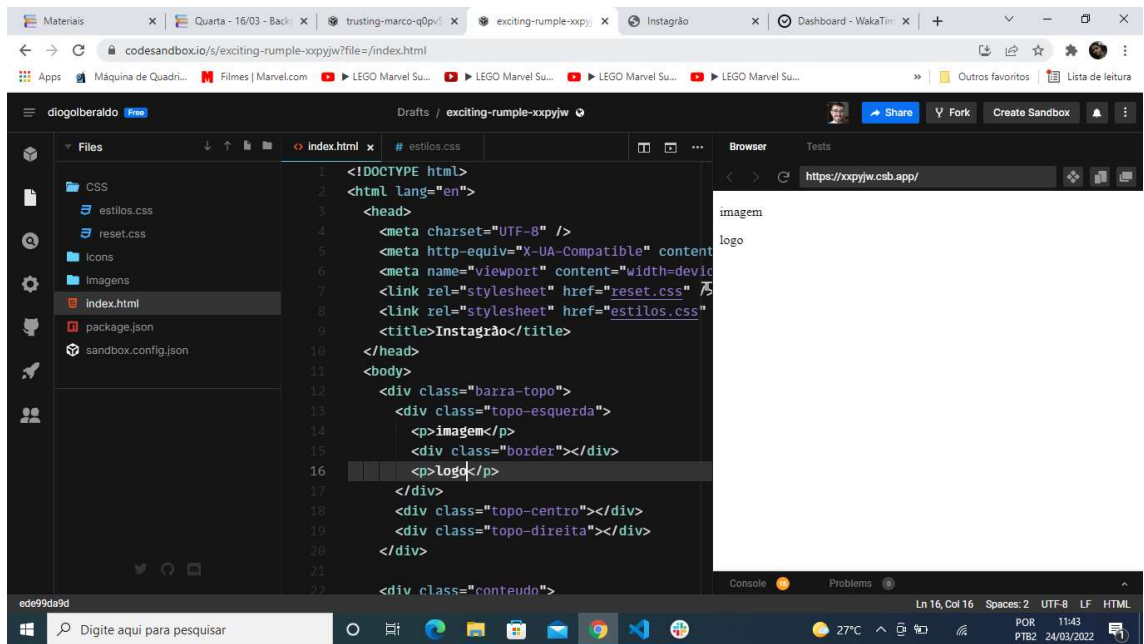 Materiais
Quarta - 16/03 - Back
trusting-marco-q0pv5
exciting-rumple-xxpyj
Instagrão
Dashboard - WakaTim
codesandbox.io/s/exciting-rumple-xxpyjw?file=/index.html
Apps
Máquina de Quadri...
Filmes | Marvel.com
▶ LEGO Marvel Su...
▶ LEGO Marvel Su...
▶ LEGO Marvel Su...
▶ LEGO Marvel Su...
»
Outros favoritos
Lista de leitura
diogolberaldo Free
Drafts / exciting-rumple-xxpyjw
Share
Fork
Create Sandbox
Files
index.html
# estilos.css
Browser
Tests
https://xxpyjw.csb.app/
CSS
estilos.css
reset.css
Icons
Imagens
index.html
package.json
sandbox.config.json
1 <!DOCTYPE html>
2 <html lang="en">
3 <head>
4 <meta charset="UTF-8" />
5 <meta http-equiv="X-UA-Compatible" content
6 <meta name="viewport" content="width=devic
7 <link rel="stylesheet" href="reset.css"
8 <link rel="stylesheet" href="estilos.css"
9 <title>Instagrão</title>
10 </head>
11 <body>
12 <div class="barra-topo">
13 <div class="topo-esquerda">
14 <p>imagem</p>
15 <div class="border"></div>
16 <p>logo</p>
17 </div>
18 <div class="topo-centro"></div>
19 <div class="topo-direita"></div>
20 </div>
21
22 <div class="conteudo">
imagem
logo
Console
Problems 0
ede99da9d
Ln 16, Col 16 Spaces: 2 UTF-8 LF HTML
Digite aqui para pesquisar
27°C
POR
PTB2
11:43
24/03/2022